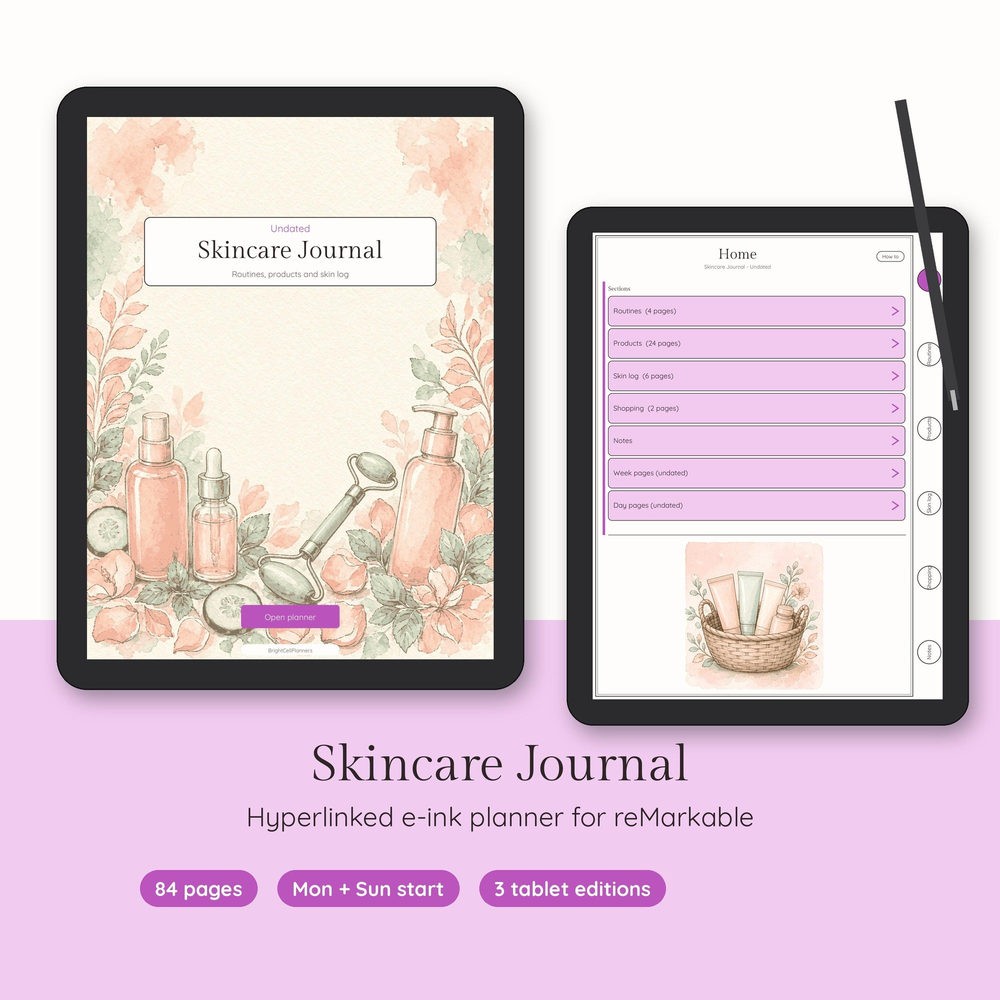 Undated
Skincare Journal
Routines, products and skin log
Open planner
BrightCellPlanners
Home
Skincare Journal - Undated
How to
Sections
Routines (4 pages)
Products (24 pages)
Skin log (6 pages)
Shopping (2 pages)
Notes
Week pages (undated)
Day pages (undated)
Routines
Products
Skin log
Shopping
Notes
Skincare Journal
Hyperlinked e-ink planner for reMarkable
84 pages
Mon + Sun start
3 tablet editions